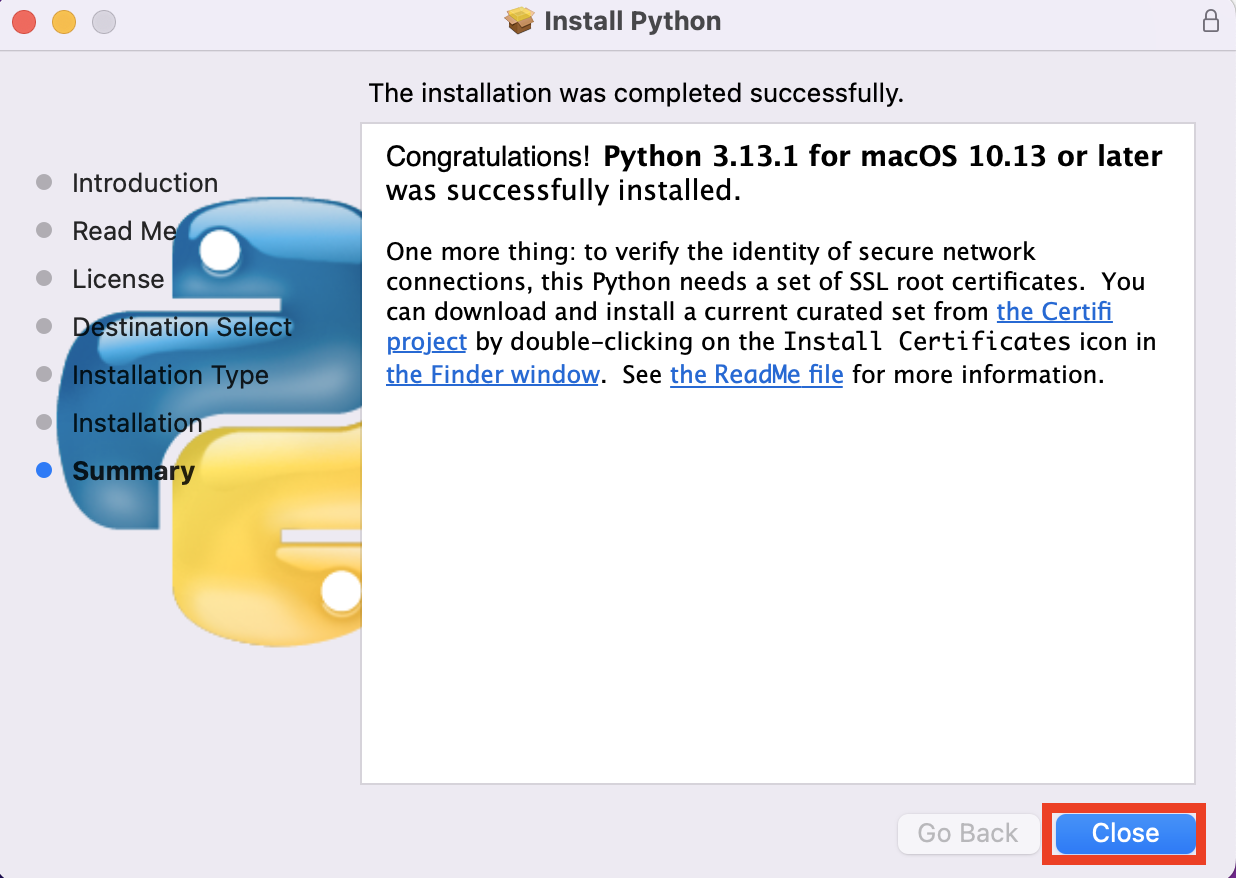 Install Python
The installation was completed successfully.
Introduction
Read Me
License
Destination Select
Installation Type
Installation
Summary
Congratulations! Python 3.13.1 for macOS 10.13 or later
was successfully installed.
One more thing: to verify the identity of secure network
connections, this Python needs a set of SSL root certificates. You
can download and install a current curated set from the Certifi
project by double-clicking on the Install Certificates icon in
the Finder window. See the ReadMe file for more information.
Go Back
Close